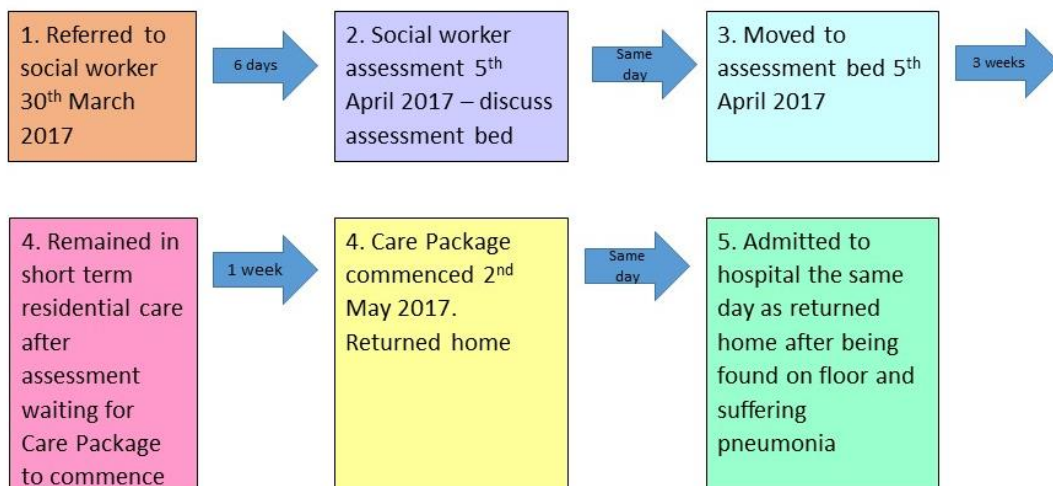 1. Referred to
social worker
30th March
2017
6 days
2. Social worker
assessment 5th
April 2017 – discuss
assessment bed
Same
day
3. Moved to
assessment bed 5th
April 2017
3 weeks
4. Remained in
short term
residential care
after
assessment
waiting for
Care Package
to commence
1 week
4. Care Package
commenced 2nd
May 2017.
Returned home
Same
day
5. Admitted to
hospital the same
day as returned
home after being
found on floor and
suffering
pneumonia